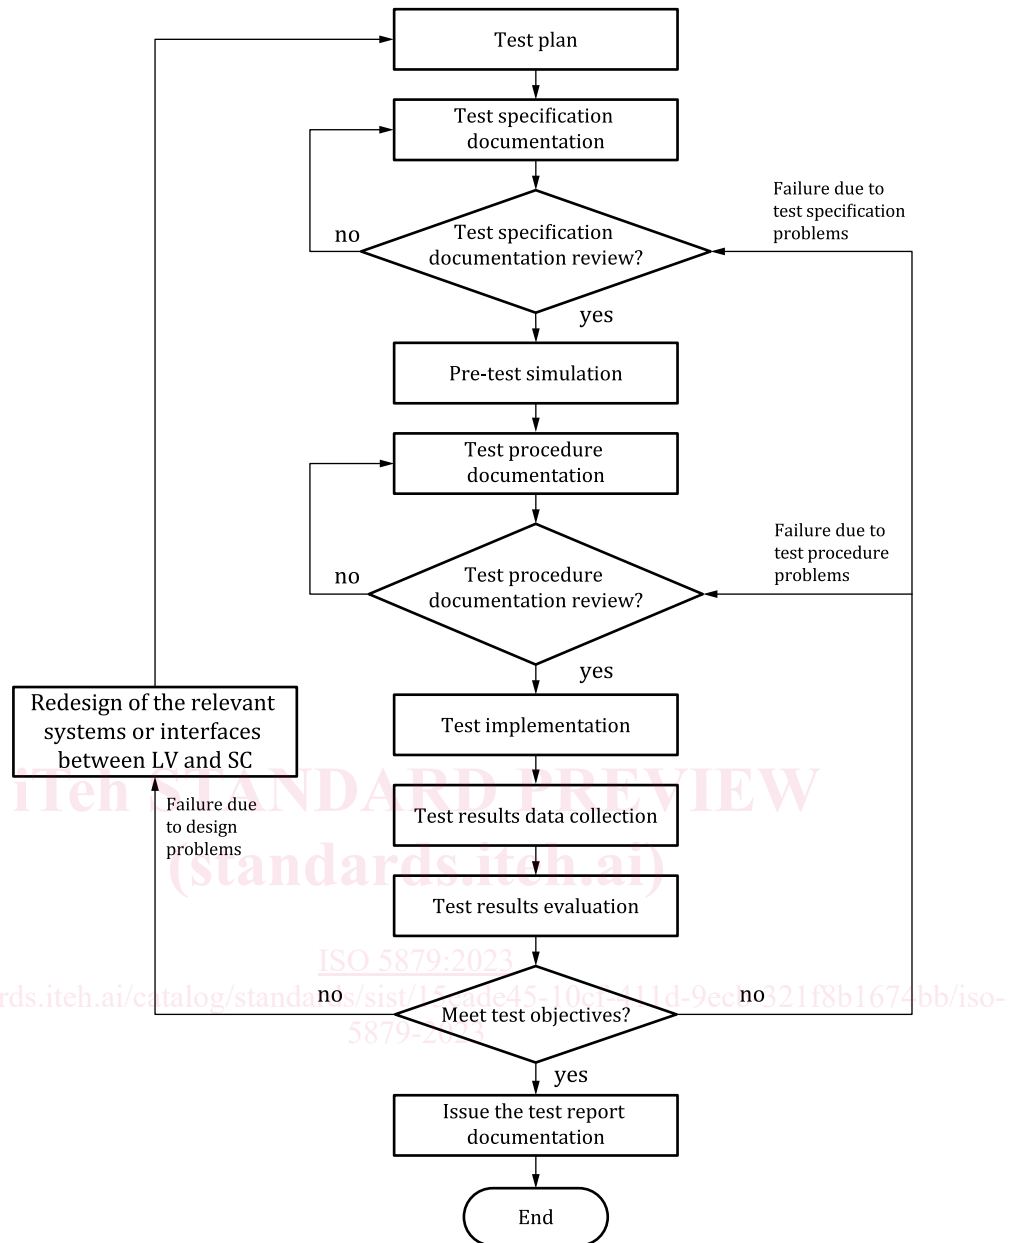 Test plan
Test specification
documentation
Failure due to
test specification
problems
no
Test specification
documentation review?
yes
Pre-test simulation
Test procedure
documentation
Failure due to
test procedure
problems
no
Test procedure
documentation review?
yes
Redesign of the relevant
systems or interfaces
between LV and SC
Test implementation
iTeh STANDARD PREVIEW
Failure due
to design
problems
Test results data collection
(standards.iteh.ai)
Test results evaluation
ISO 5879:2023
no
no
Meet test objectives?
5879-2023
yes
Issue the test report
documentation
End